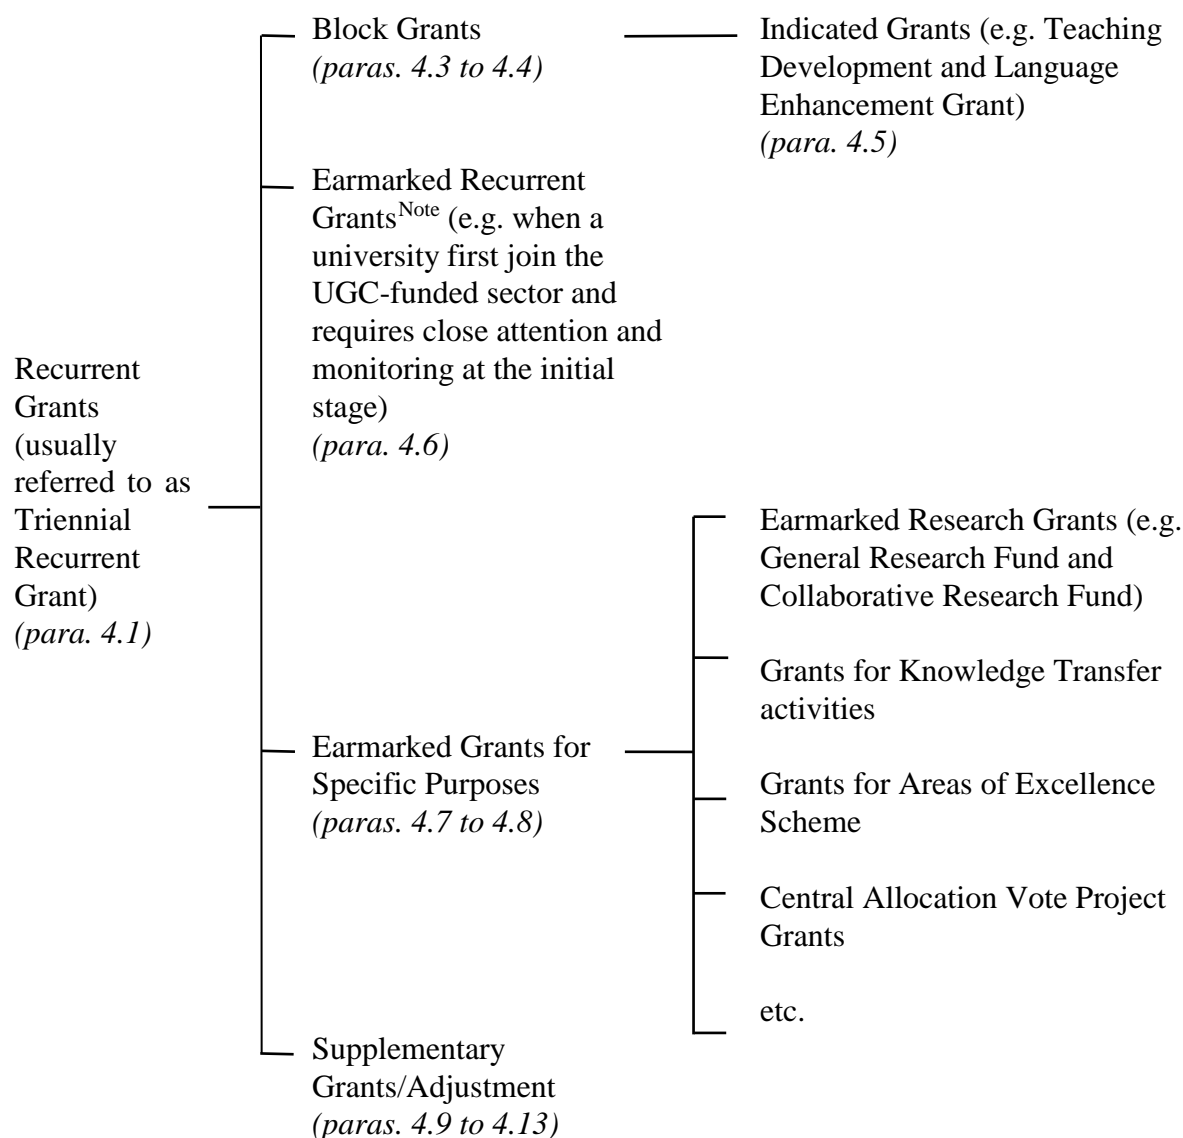 Block Grants
(paras. 4.3 to 4.4)
Indicated Grants (e.g. Teaching
Development and Language
Enhancement Grant)
(para. 4.5)
Earmarked Recurrent
Grants^Note (e.g. when a
university first join the
UGC-funded sector and
requires close attention and
monitoring at the initial
stage)
(para. 4.6)
Recurrent
Grants
(usually
referred to as
Triennial
Recurrent
Grant)
(para. 4.1)
Earmarked Grants for
Specific Purposes
(paras. 4.7 to 4.8)
Earmarked Research Grants (e.g.
General Research Fund and
Collaborative Research Fund)
Grants for Knowledge Transfer
activities
Grants for Areas of Excellence
Scheme
Central Allocation Vote Project
Grants
etc.
Supplementary
Grants/Adjustment
(paras. 4.9 to 4.13)